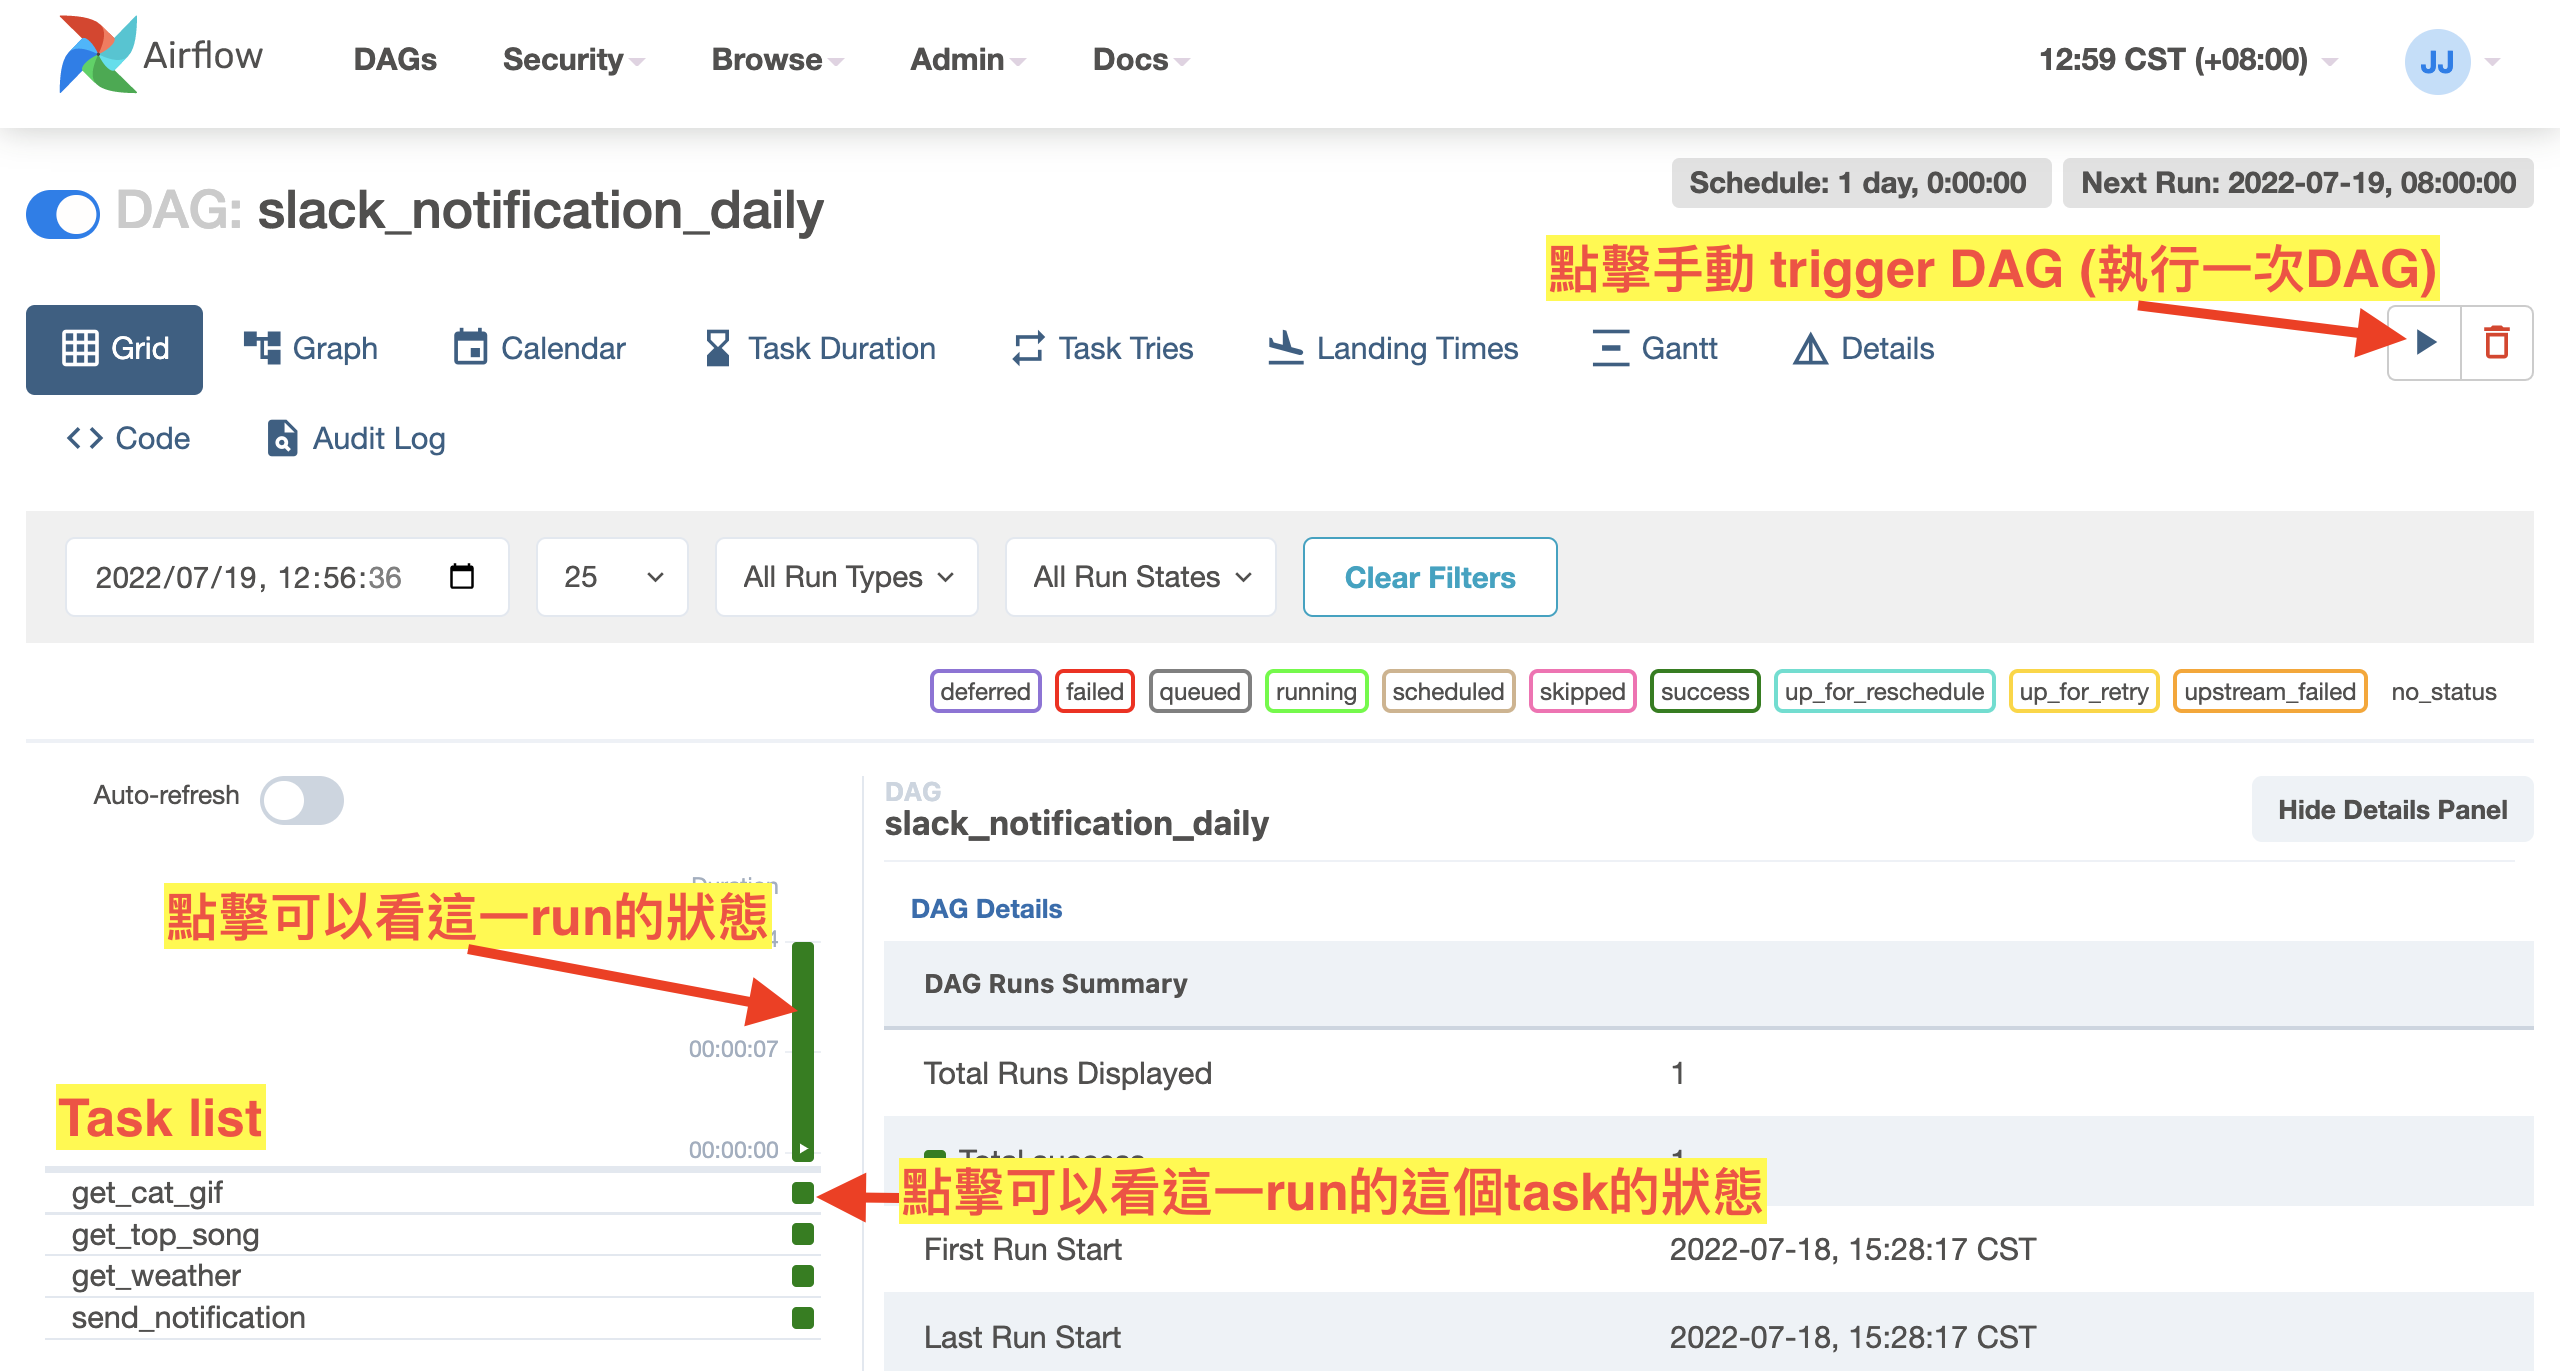 Airflow DAGs Security Browse Admin Docs 12:59 CST (+08:00) JJ
Schedule: 1 day, 0:00:00 Next Run: 2022-07-19, 08:00:00
DAG: slack_notification_daily
點擊手動 trigger DAG (執行一次DAG)
Grid Graph Calendar Task Duration Task Tries Landing Times Gantt Details
Code Audit Log
2022/07/19, 12:56:36 25 All Run Types All Run States Clear Filters
deferred failed queued running scheduled skipped success up_for_reschedule up_for_retry upstream_failed no_status
Auto-refresh
DAG
slack_notification_daily
Hide Details Panel
Duration
點擊可以看這一run的狀態
00:00:07
Task list
00:00:00
get_cat_gif
get_top_song
get_weather
send_notification
DAG Details
DAG Runs Summary
Total Runs Displayed 1
Total success 1
點擊可以看這一run的這個task的狀態
First Run Start 2022-07-18, 15:28:17 CST
Last Run Start 2022-07-18, 15:28:17 CST